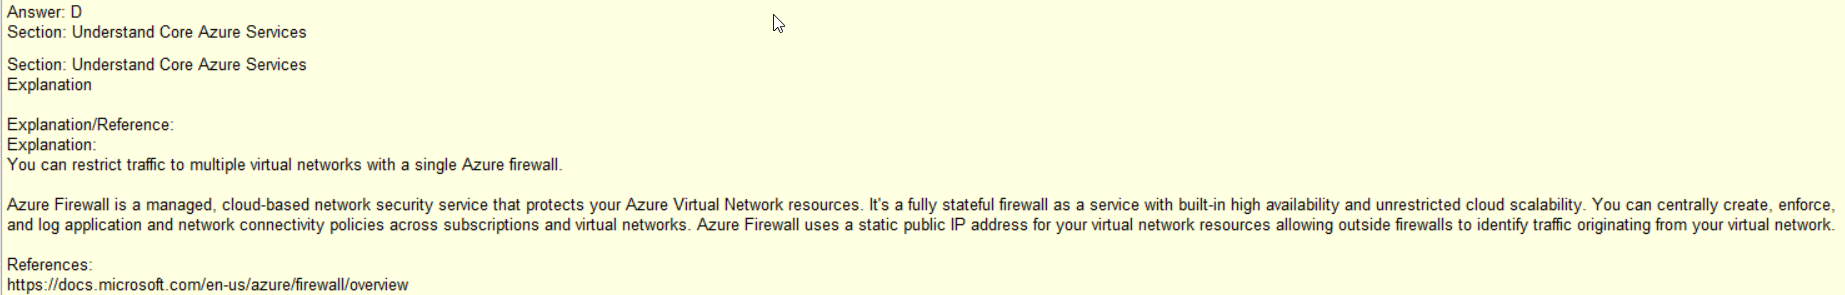 Answer: D
Section: Understand Core Azure Services
Section: Understand Core Azure Services
Explanation
Explanation/Reference:
Explanation:
You can restrict traffic to multiple virtual networks with a single Azure firewall.
Azure Firewall is a managed, cloud-based network security service that protects your Azure Virtual Network resources. It's a fully stateful firewall as a service with built-in high availability and unrestricted cloud scalability. You can centrally create, enforce,
and log application and network connectivity policies across subscriptions and virtual networks. Azure Firewall uses a static public IP address for your virtual network resources allowing outside firewalls to identify traffic originating from your virtual network.
References:
https://docs.microsoft.com/en-us/azure/firewall/overview